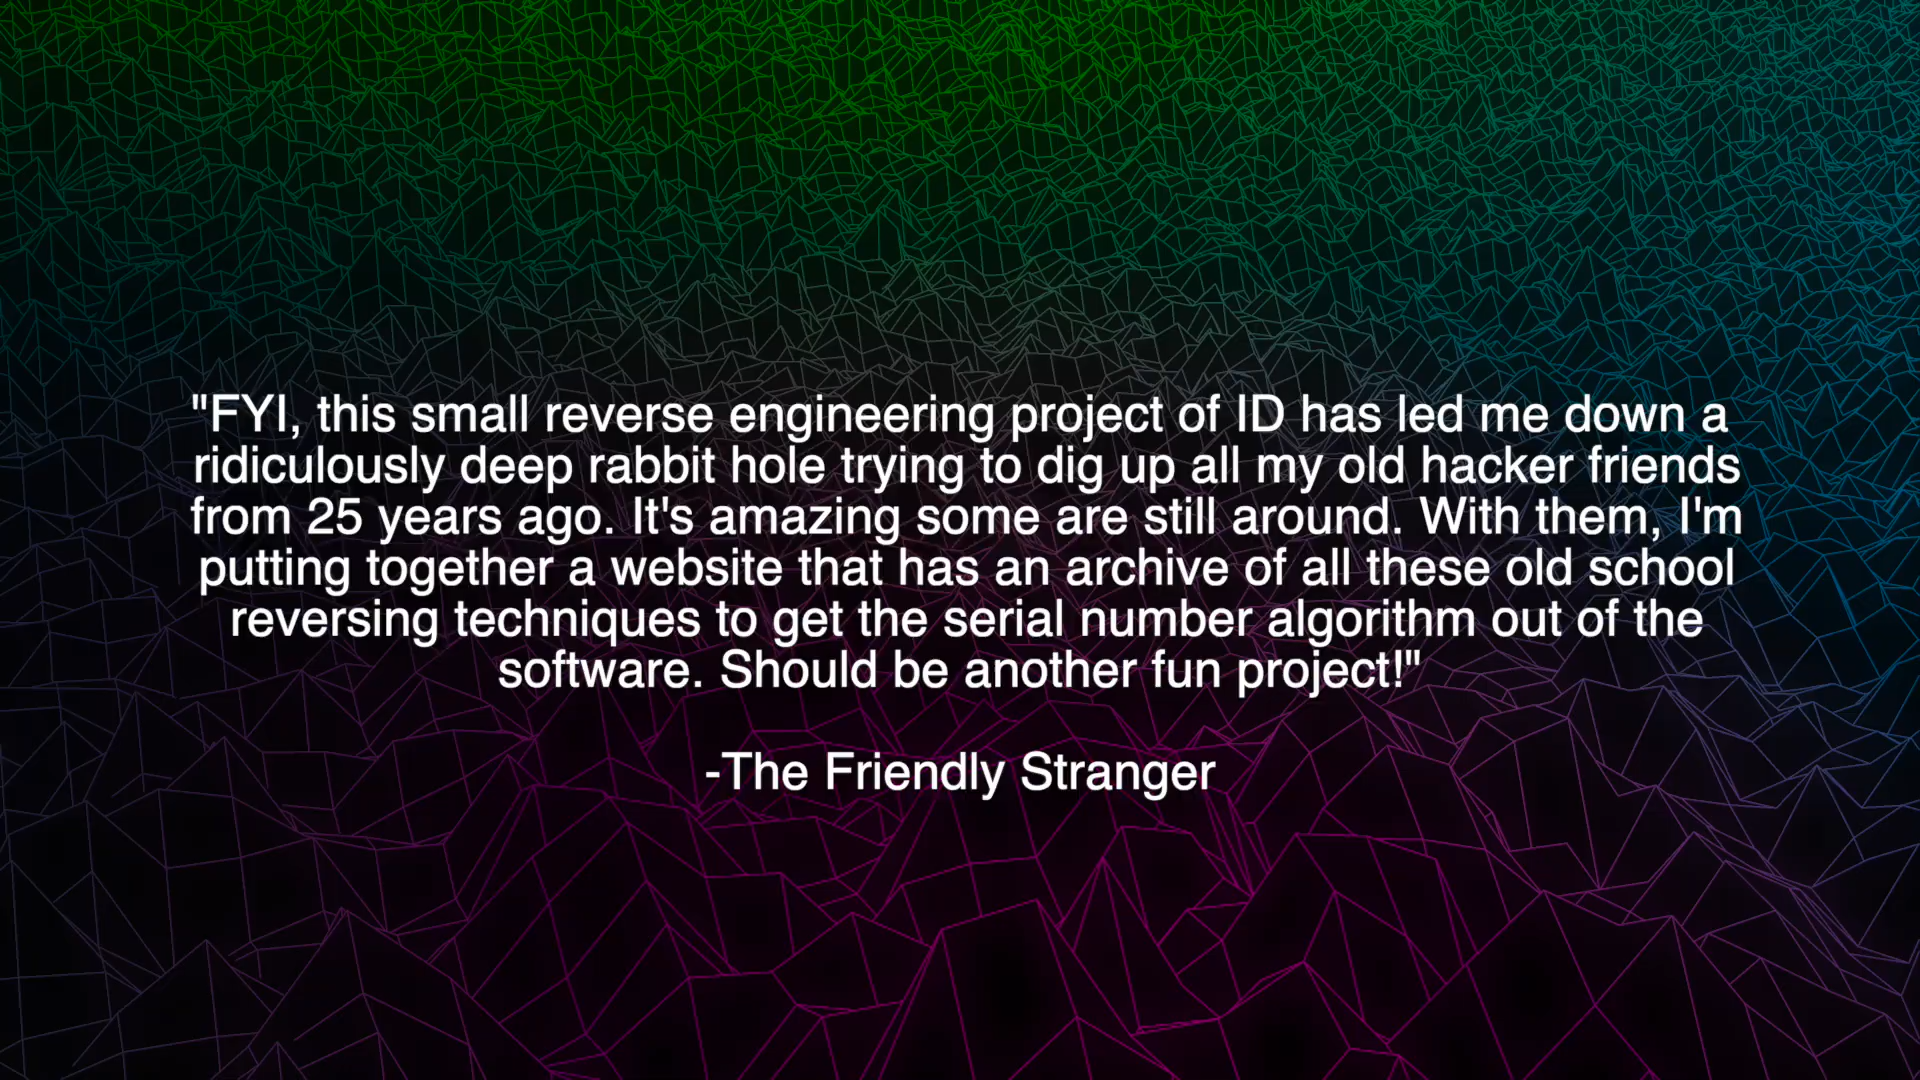 "FYI, this small reverse engineering project of ID has led me down a
ridiculously deep rabbit hole trying to dig up all my old hacker friends
from 25 years ago. It's amazing some are still around. With them, I'm
putting together a website that has an archive of all these old school
reversing techniques to get the serial number algorithm out of the
software. Should be another fun project!"
-The Friendly Stranger